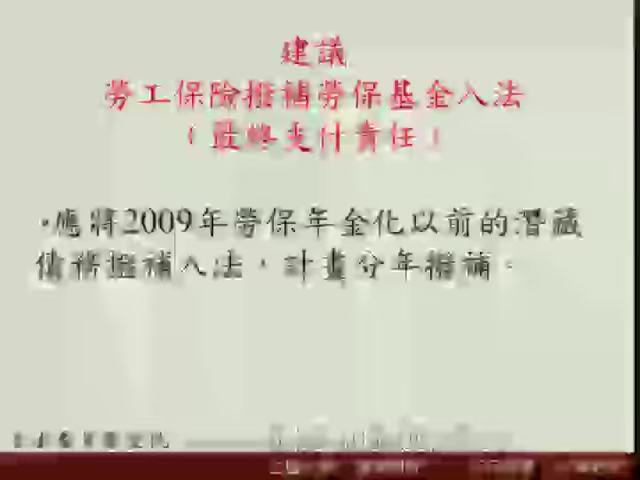 建議
勞工保險撥補勞保基金入法
（最終支付責任）
•應將2009年勞保年金化以前的潛藏
債務撥補入法，計畫分年撥補。